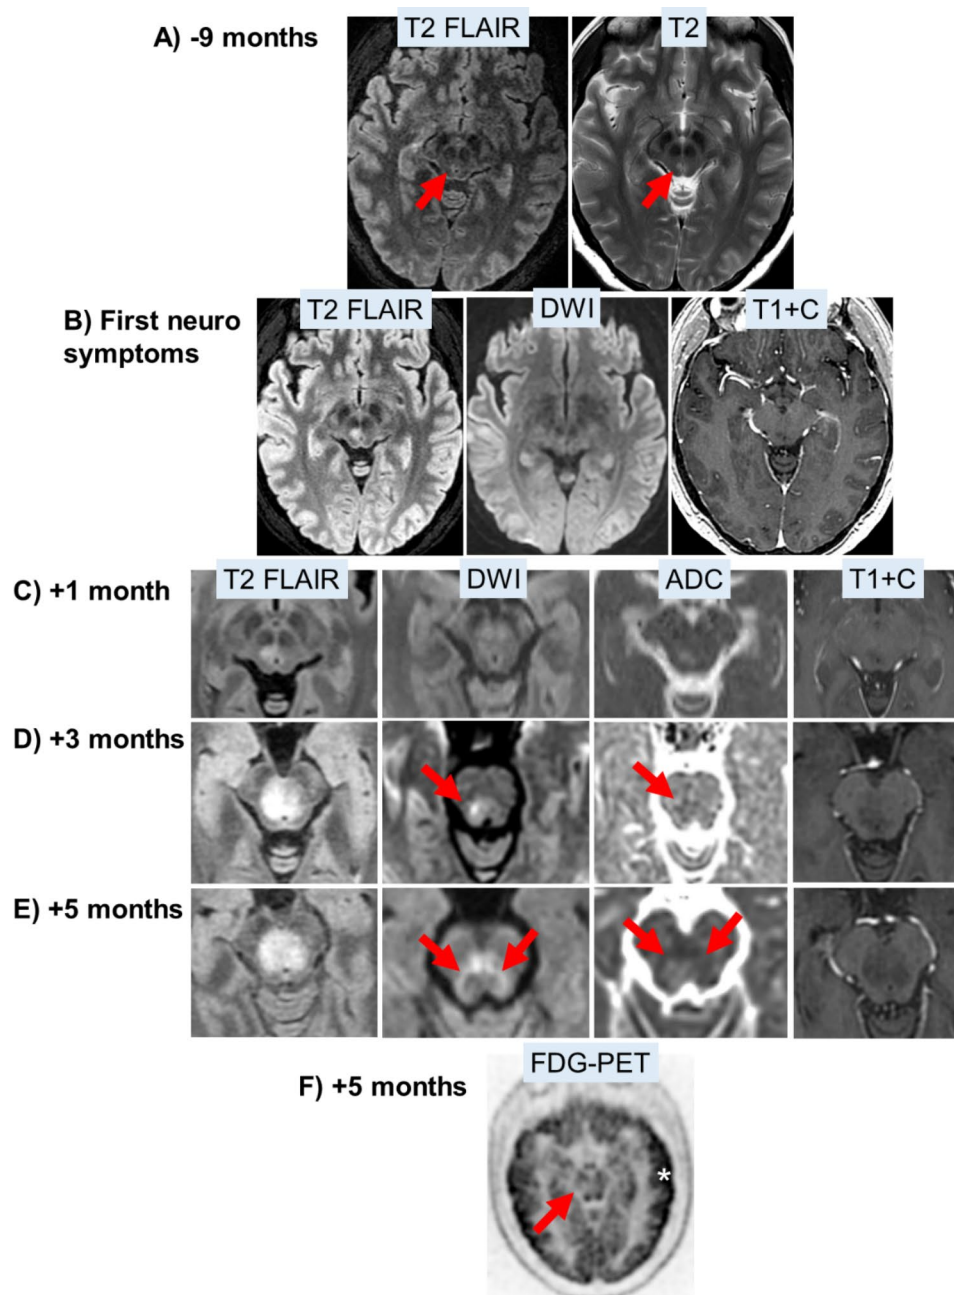 A) -9 months
T2 FLAIR
T2
B) First neuro
symptoms
T2 FLAIR
DWI
T1+C
C) +1 month
T2 FLAIR
DWI
ADC
T1+C
D) +3 months
E) +5 months
F) +5 months
FDG-PET
*